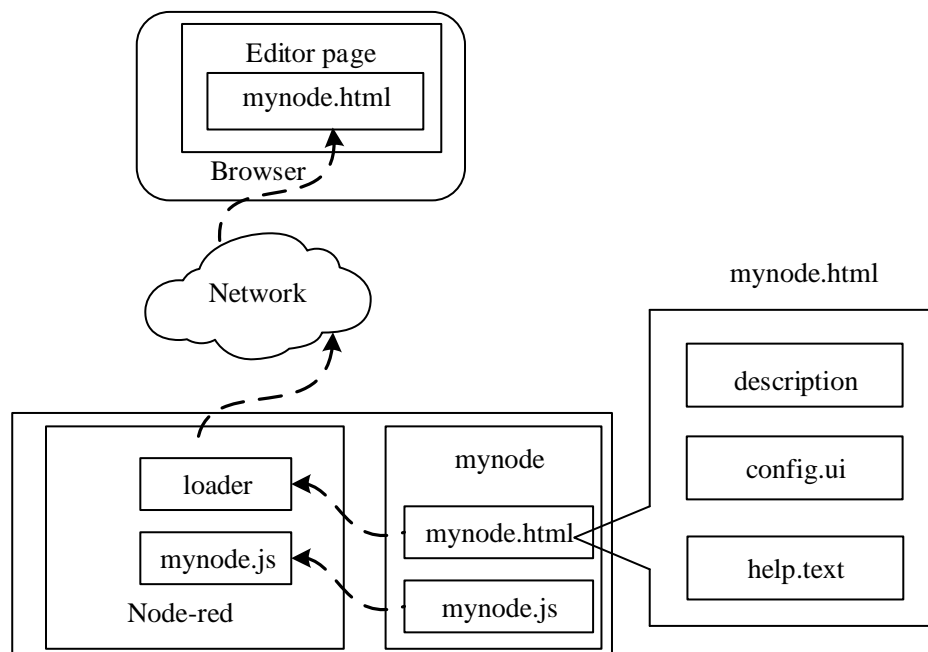 Editor page
mynode.html
Browser
Network
mynode.html
description
config.ui
help.text
mynode
loader
mynode.html
mynode.js
mynode.js
Node-red